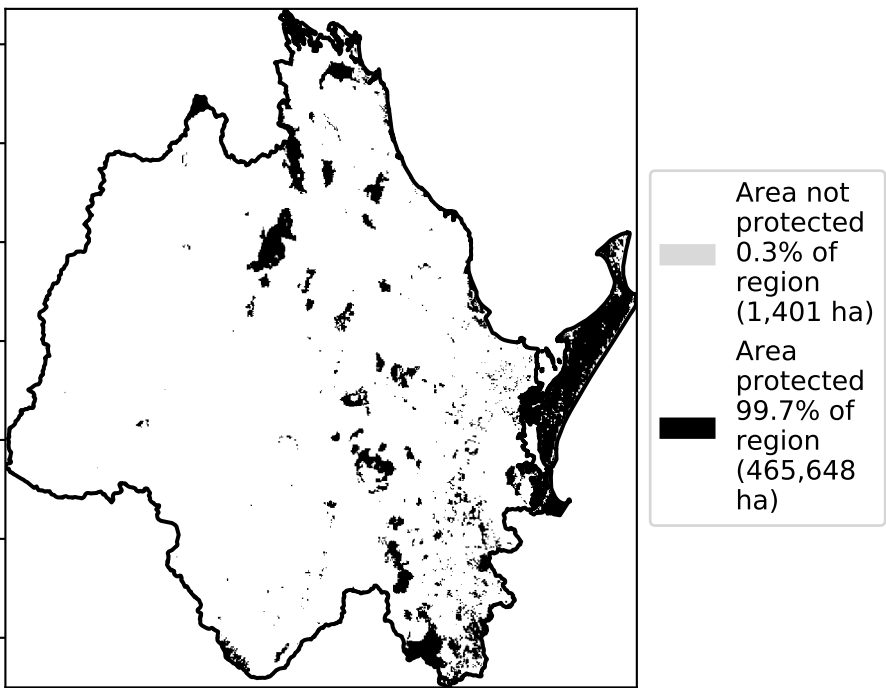 Area not
protected
0.3% of
region
(1,401 ha)
Area
protected
99.7% of
region
(465,648
ha)